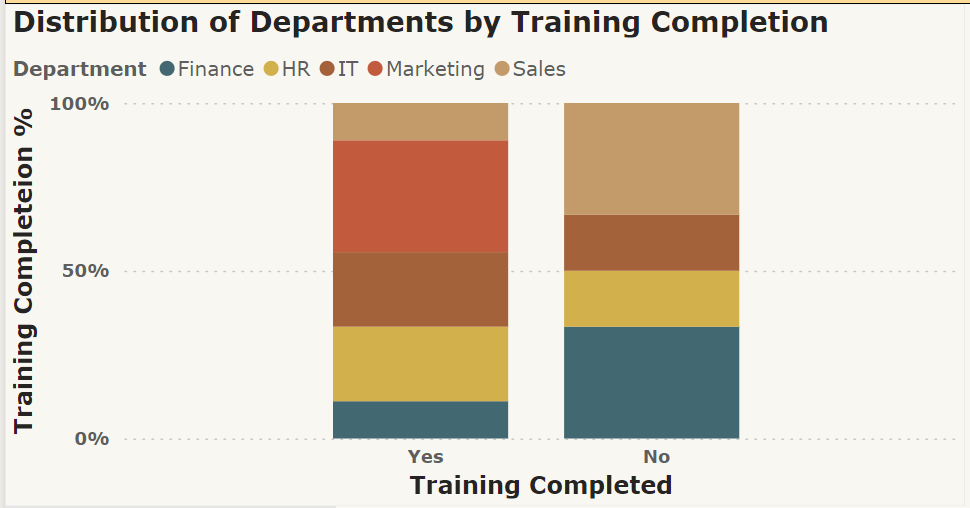 Distribution of Departments by Training Completion
Department Finance HR IT Marketing Sales
Training Completeion %
100%
50%
0%
Yes No
Training Completed